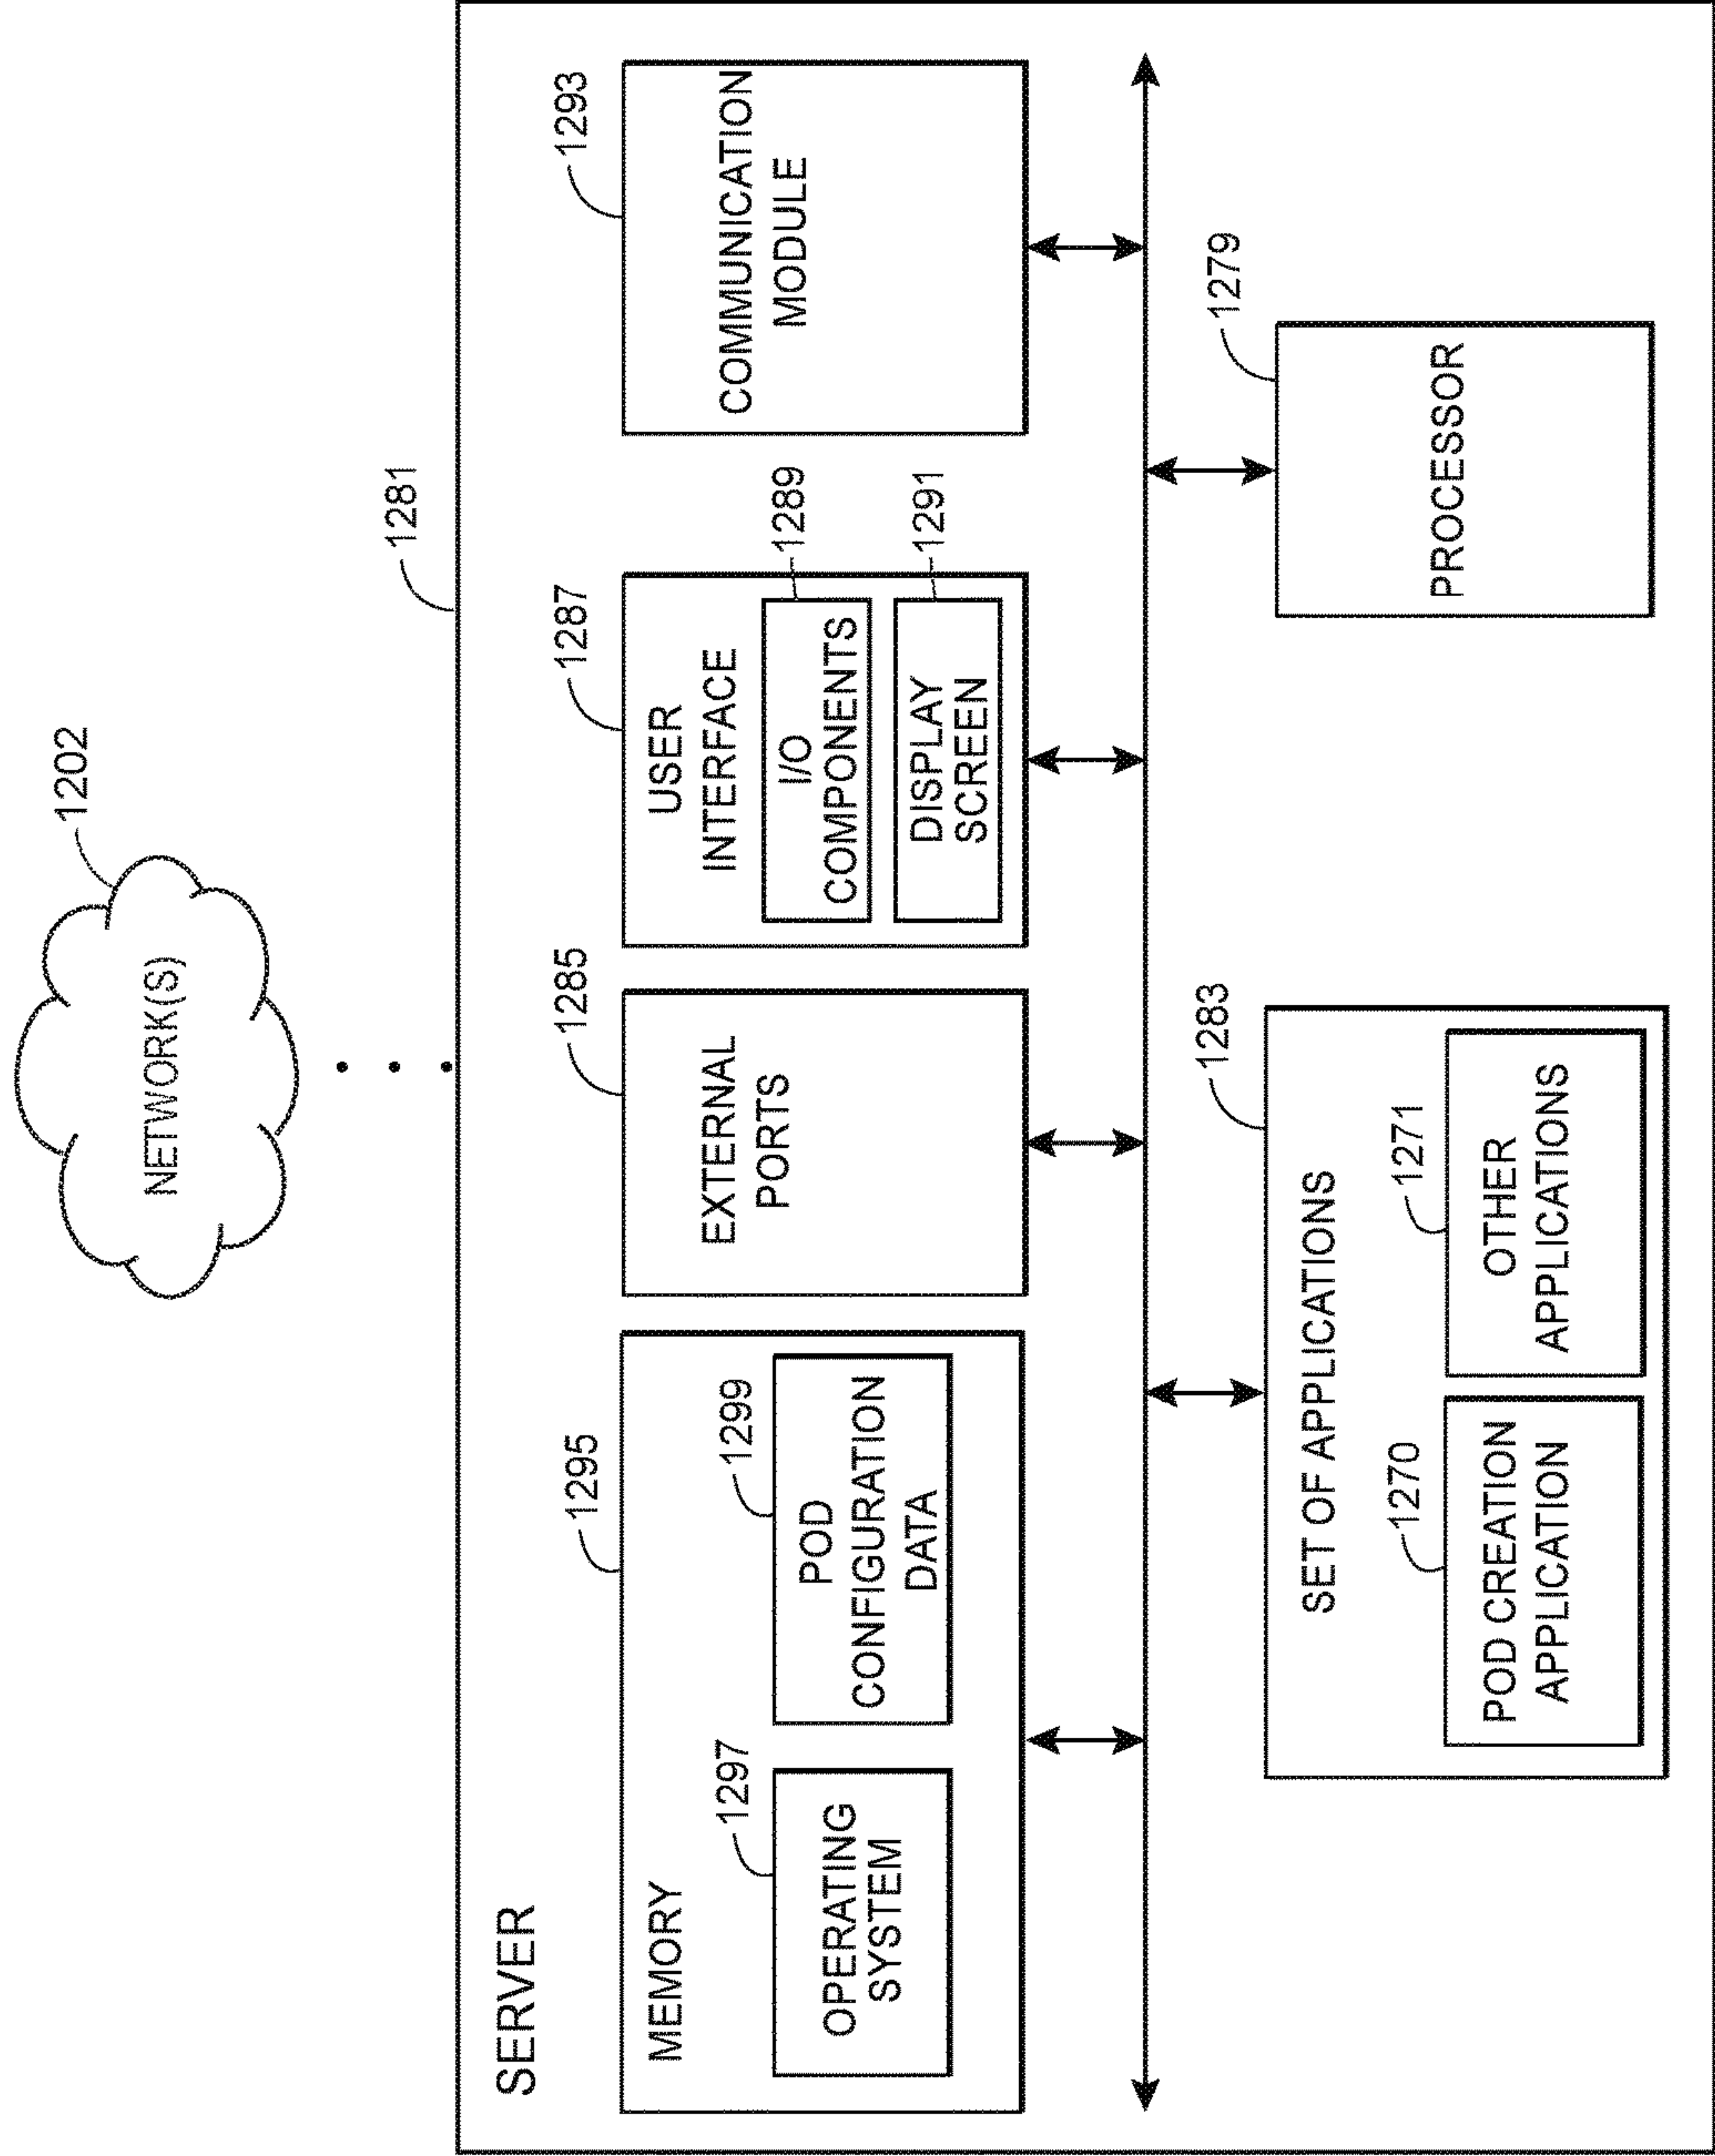 1202
NETWORK(S)
1281
SERVER
1295
MEMORY
1297
OPERATING
SYSTEM
1299
POD
CONFIGURATION
DATA
1285
EXTERNAL
PORTS
1287
USER
INTERFACE
1289
I/O
COMPONENTS
1291
DISPLAY
SCREEN
1293
COMMUNICATION
MODULE
1283
SET OF APPLICATIONS
1270
POD CREATION
APPLICATION
1271
OTHER
APPLICATIONS
1279
PROCESSOR